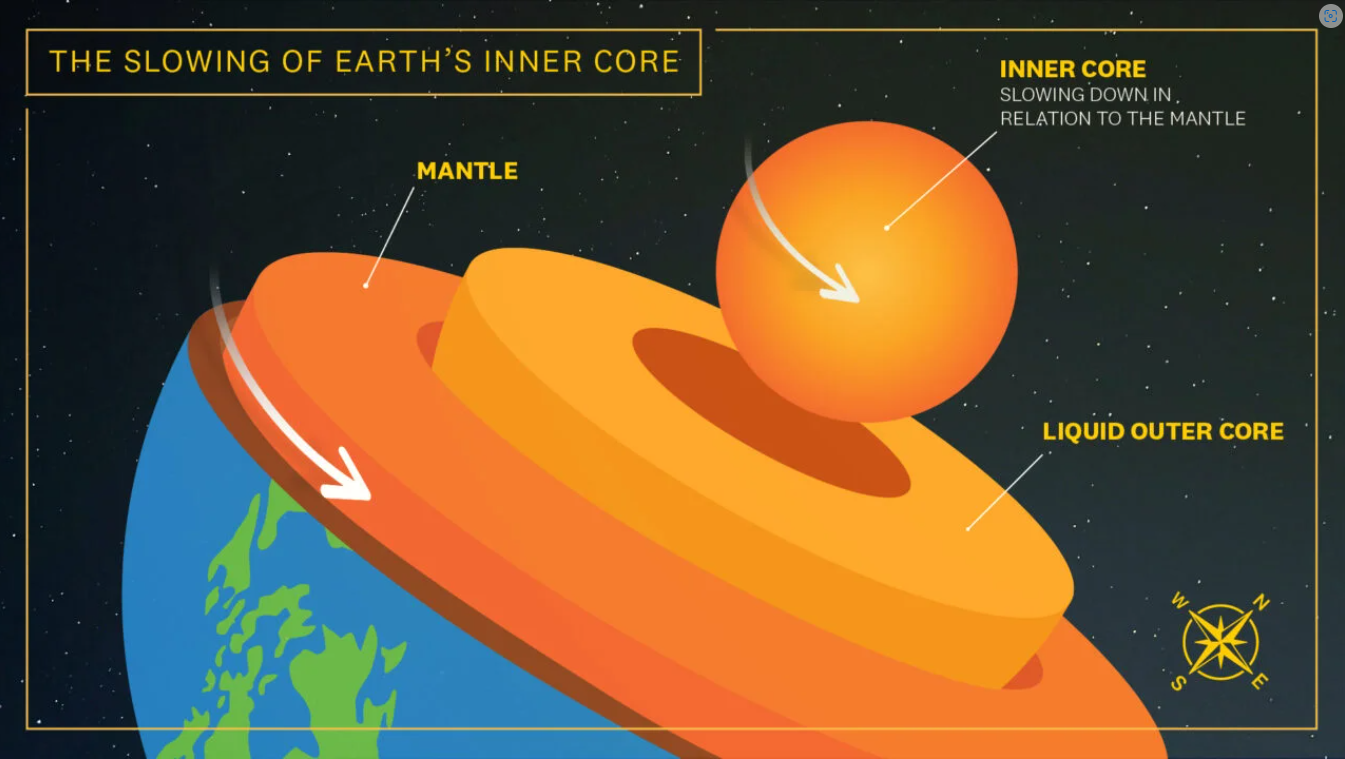 THE SLOWING OF EARTH'S INNER CORE
INNER CORE
SLOWING DOWN IN
RELATION TO THE MANTLE
MANTLE
LIQUID OUTER CORE
W N
S E